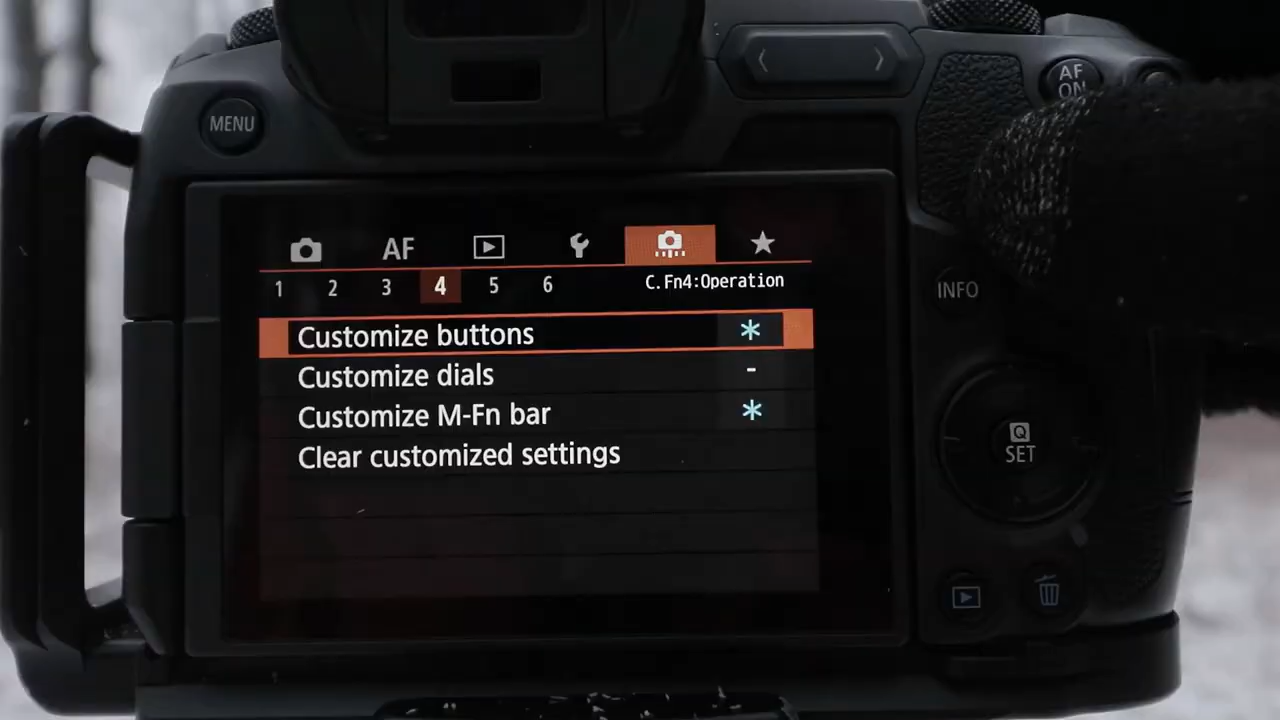 AF
ON
MENU
AF
1 2 3 4 5 6 C.Fn4:Operation
Customize buttons *
Customize dials -
Customize M-Fn bar *
Clear customized settings
INFO
Q
SET